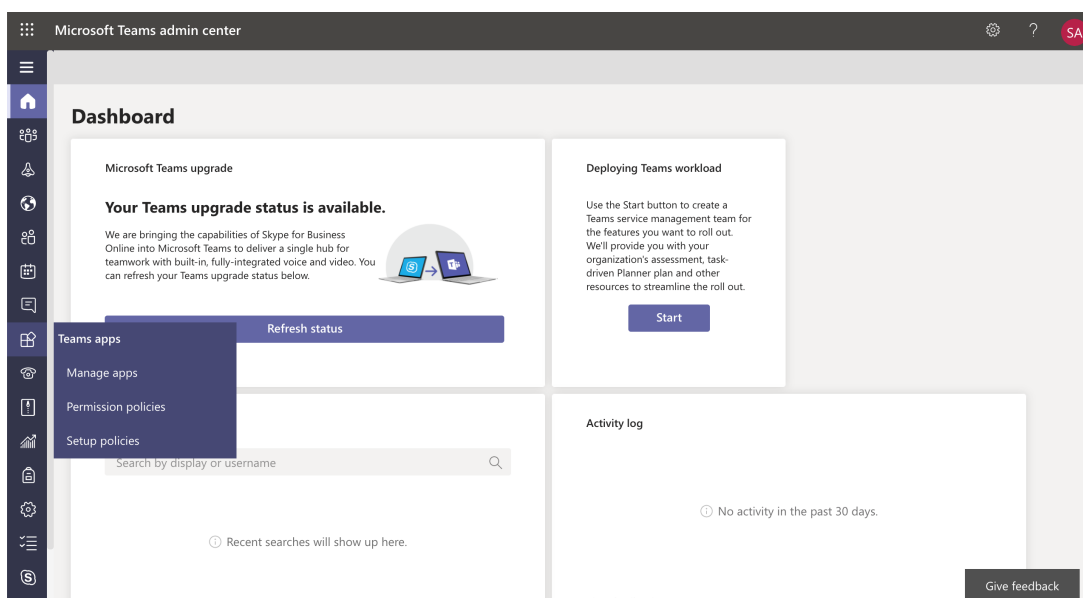 Microsoft Teams admin center
?
SA
Dashboard
Microsoft Teams upgrade
Your Teams upgrade status is available.
We are bringing the capabilities of Skype for Business
Online into Microsoft Teams to deliver a single hub for
teamwork with built-in, fully-integrated voice and video. You
can refresh your Teams upgrade status below.
Refresh status
Deploying Teams workload
Use the Start button to create a
Teams service management team for
the features you want to roll out.
We'll provide you with your
organization's assessment, task-
driven Planner plan and other
resources to streamline the roll out.
Start
Teams apps
Manage apps
Permission policies
Setup policies
Search by display or username
Recent searches will show up here.
Activity log
No activity in the past 30 days.
Give feedback